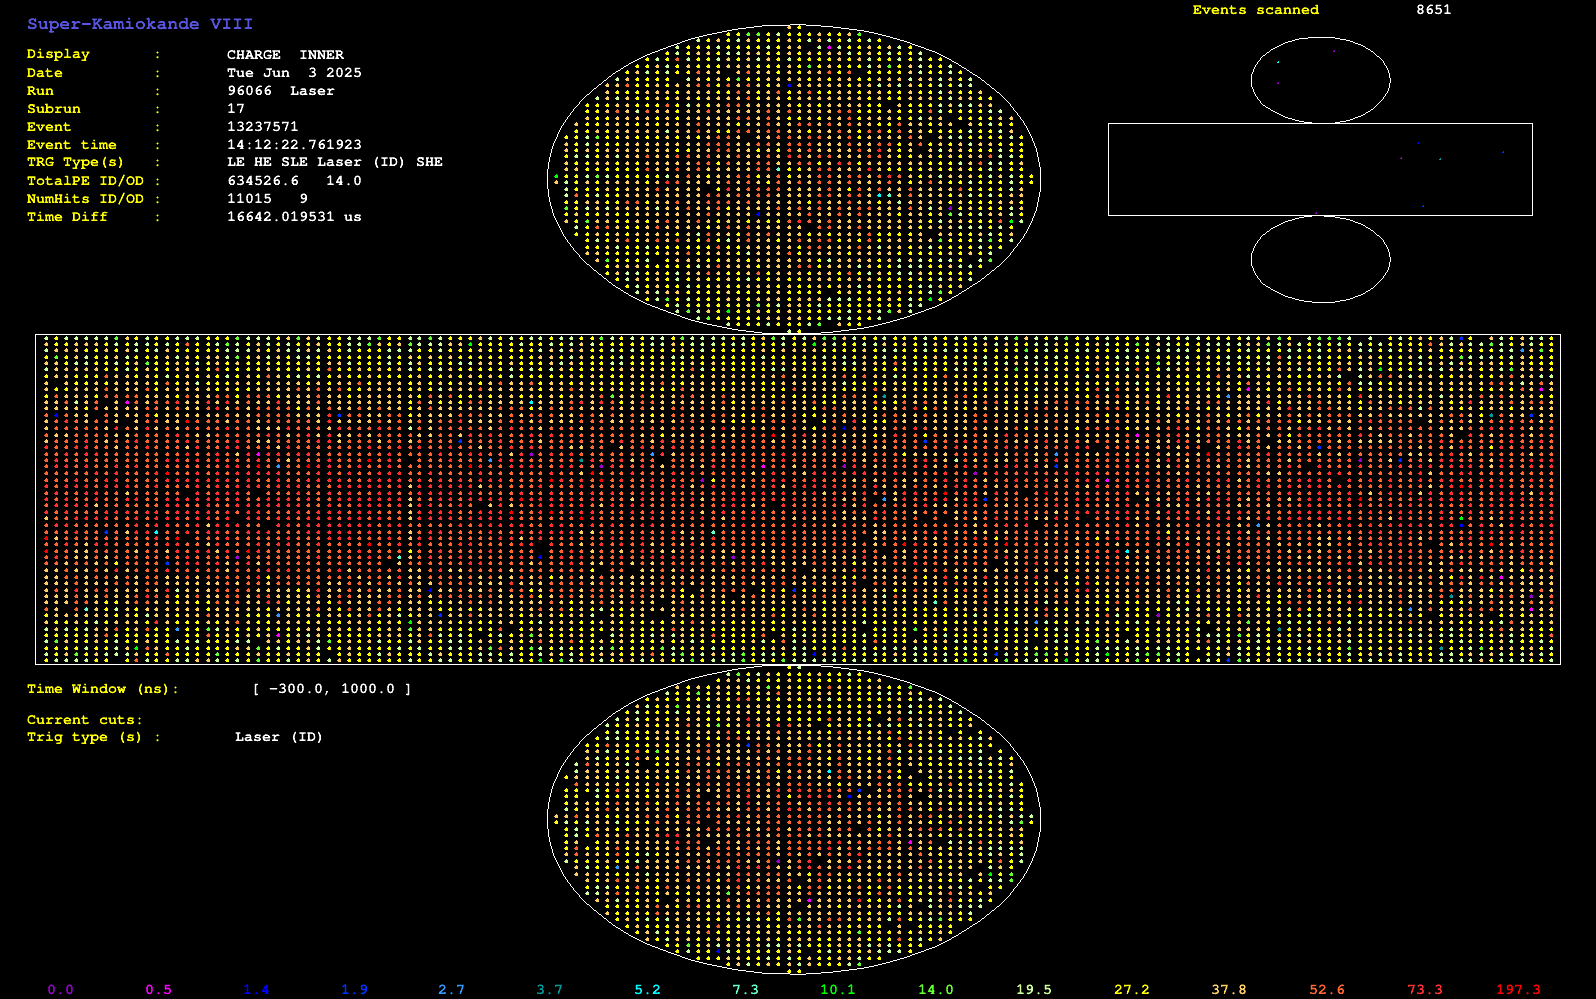 Super-Kamiokande VIII
Events scanned 8651
Display : CHARGE INNER
Date : Tue Jun 3 2025
Run : 96066 Laser
Subrun : 17
Event : 13237571
Event time : 14:12:22.761923
TRG Type(s) : LE HE SLE Laser (ID) SHE
TotalPE ID/OD : 634526.6 14.0
NumHits ID/OD : 11015 9
Time Diff : 16642.019531 us
Time Window (ns): [ -300.0, 1000.0 ]
Current cuts:
Trig type (s) : Laser (ID)
0.0 0.5 1.4 1.9 2.7 3.7 5.2 7.3 10.1 14.0 19.5 27.2 37.8 52.6 73.3 197.3